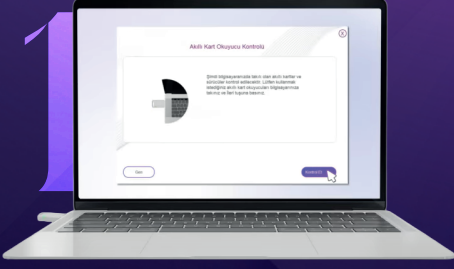 1
Akıllı Kart Okuyucu Kontrolü
Şimdi bilgisayarınızda takılı olan akıllı kartlar ve
sürücüler kontrol edilecektir. Lütfen kullanmak
istediğiniz akıllı kart okuyucuları bilgisayarınıza
takınız ve İleri tuşuna basınız.
Geri